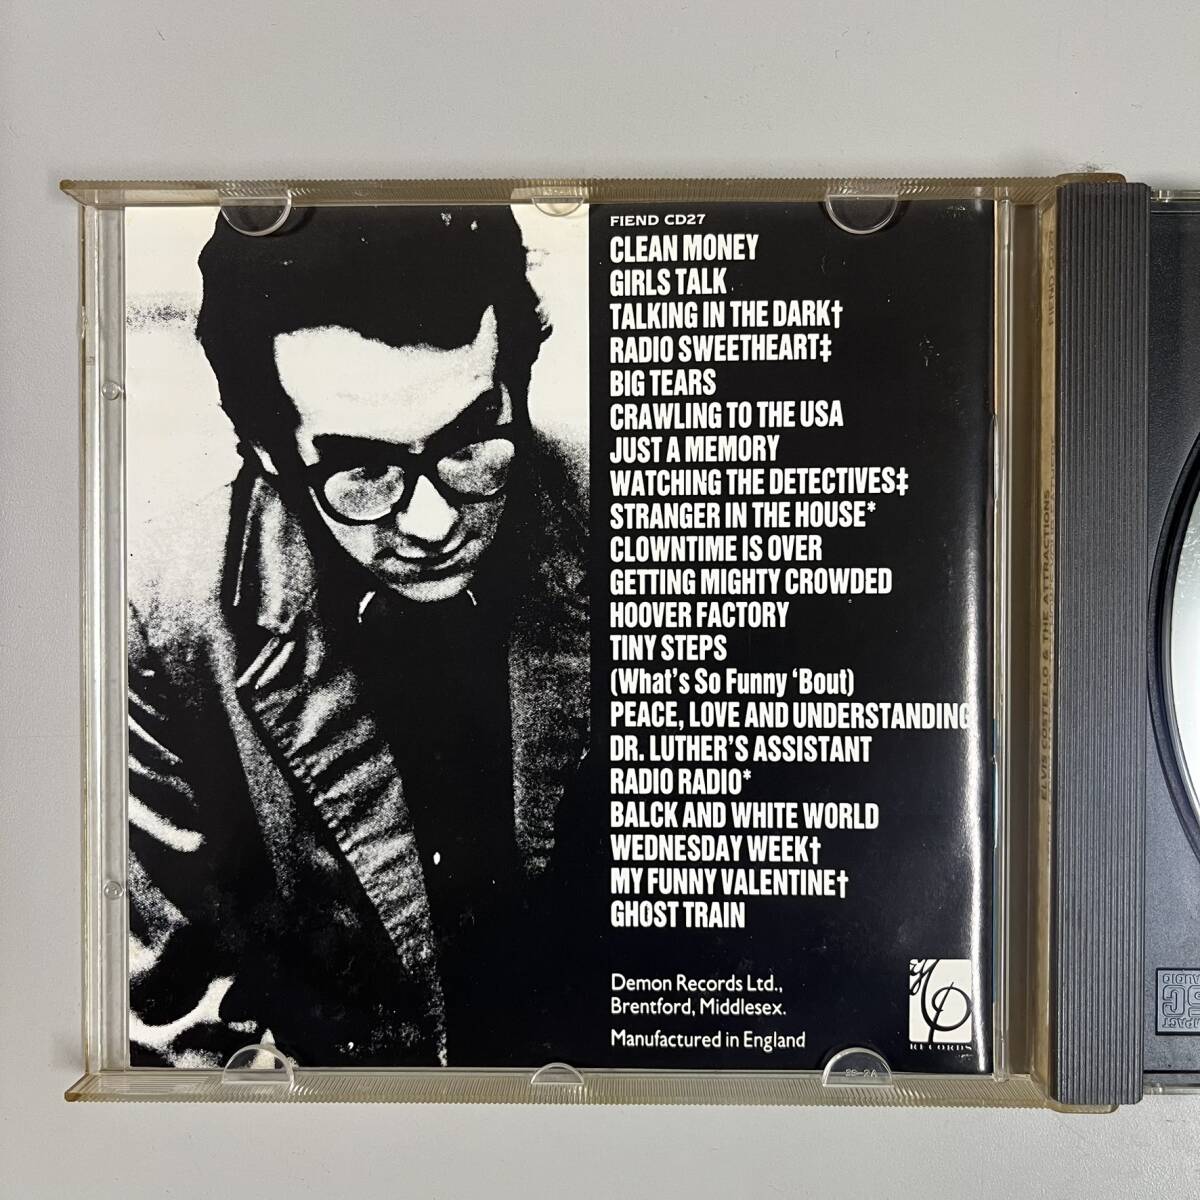 FIEND CD27
CLEAN MONEY
GIRLS TALK
TALKING IN THE DARK†
RADIO SWEETHEART‡
BIG TEARS
CRAWLING TO THE USA
JUST A MEMORY
WATCHING THE DETECTIVES‡
STRANGER IN THE HOUSE*
CLOWNTIME IS OVER
GETTING MIGHTY CROWDED
HOOVER FACTORY
TINY STEPS
(What's So Funny 'Bout)
PEACE, LOVE AND UNDERSTANDING
DR. LUTHER'S ASSISTANT
RADIO RADIO*
BALCK AND WHITE WORLD
WEDNESDAY WEEK†
MY FUNNY VALENTINE†
GHOST TRAIN
Demon Records Ltd.,
Brentford, Middlesex.
Manufactured in England
RECORDS
ELVIS COSTELLO & THE ATTRACTIONS